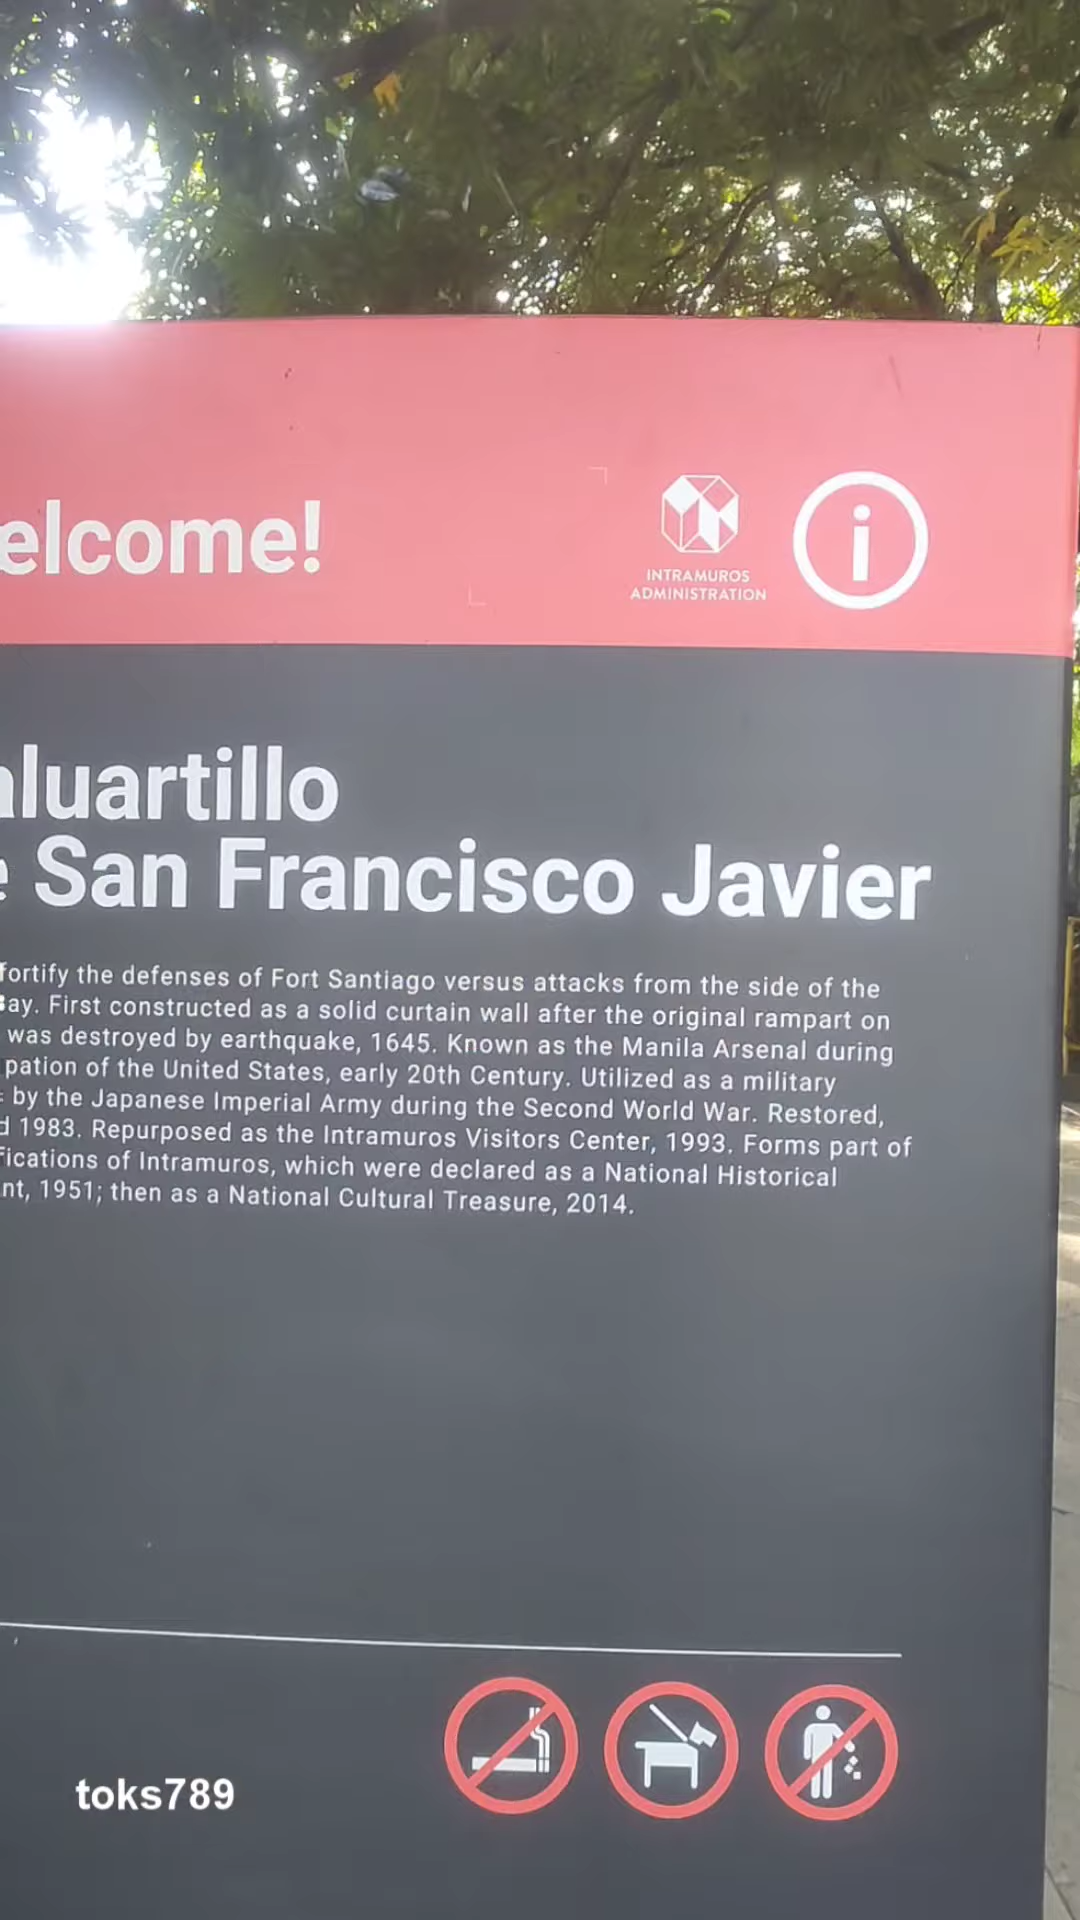 elcome!
INTRAMUROS
ADMINISTRATION
i
aluartillo
e San Francisco Javier
fortify the defenses of Fort Santiago versus attacks from the side of the
Bay. First constructed as a solid curtain wall after the original rampart on
was destroyed by earthquake, 1645. Known as the Manila Arsenal during
pation of the United States, early 20th Century. Utilized as a military
by the Japanese Imperial Army during the Second World War. Restored,
d 1983. Repurposed as the Intramuros Visitors Center, 1993. Forms part of
fications of Intramuros, which were declared as a National Historical
nt, 1951; then as a National Cultural Treasure, 2014.
toks789